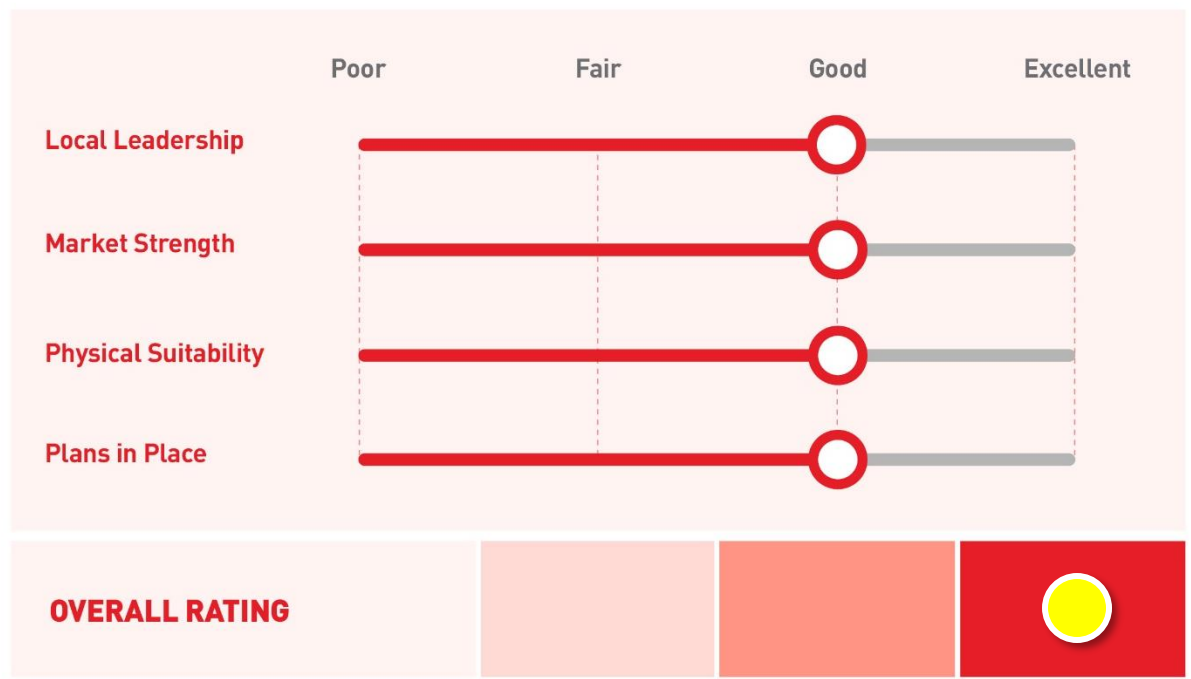 Poor Fair Good Excellent
Local Leadership
Market Strength
Physical Suitability
Plans in Place
OVERALL RATING